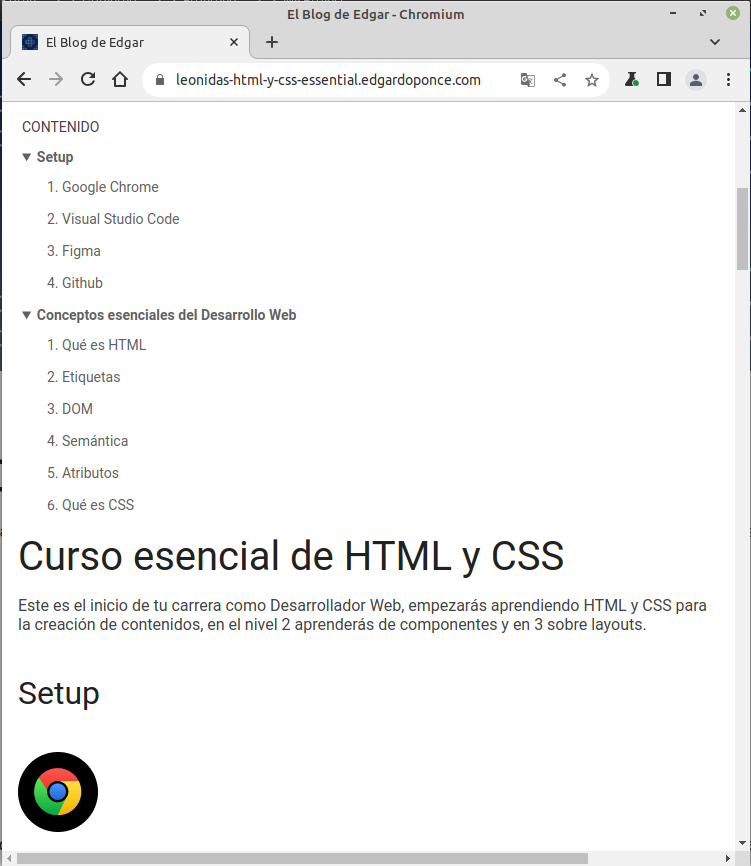 El Blog de Edgar - Chromium
El Blog de Edgar
leonidas-html-y-css-essential.edgardoponce.com
CONTENIDO
Setup
1. Google Chrome
2. Visual Studio Code
3. Figma
4. Github
Conceptos esenciales del Desarrollo Web
1. Qué es HTML
2. Etiquetas
3. DOM
4. Semántica
5. Atributos
6. Qué es CSS
Curso esencial de HTML y CSS
Este es el inicio de tu carrera como Desarrollador Web, empezarás aprendiendo HTML y CSS para
la creación de contenidos, en el nivel 2 aprenderás de componentes y en 3 sobre layouts.
Setup